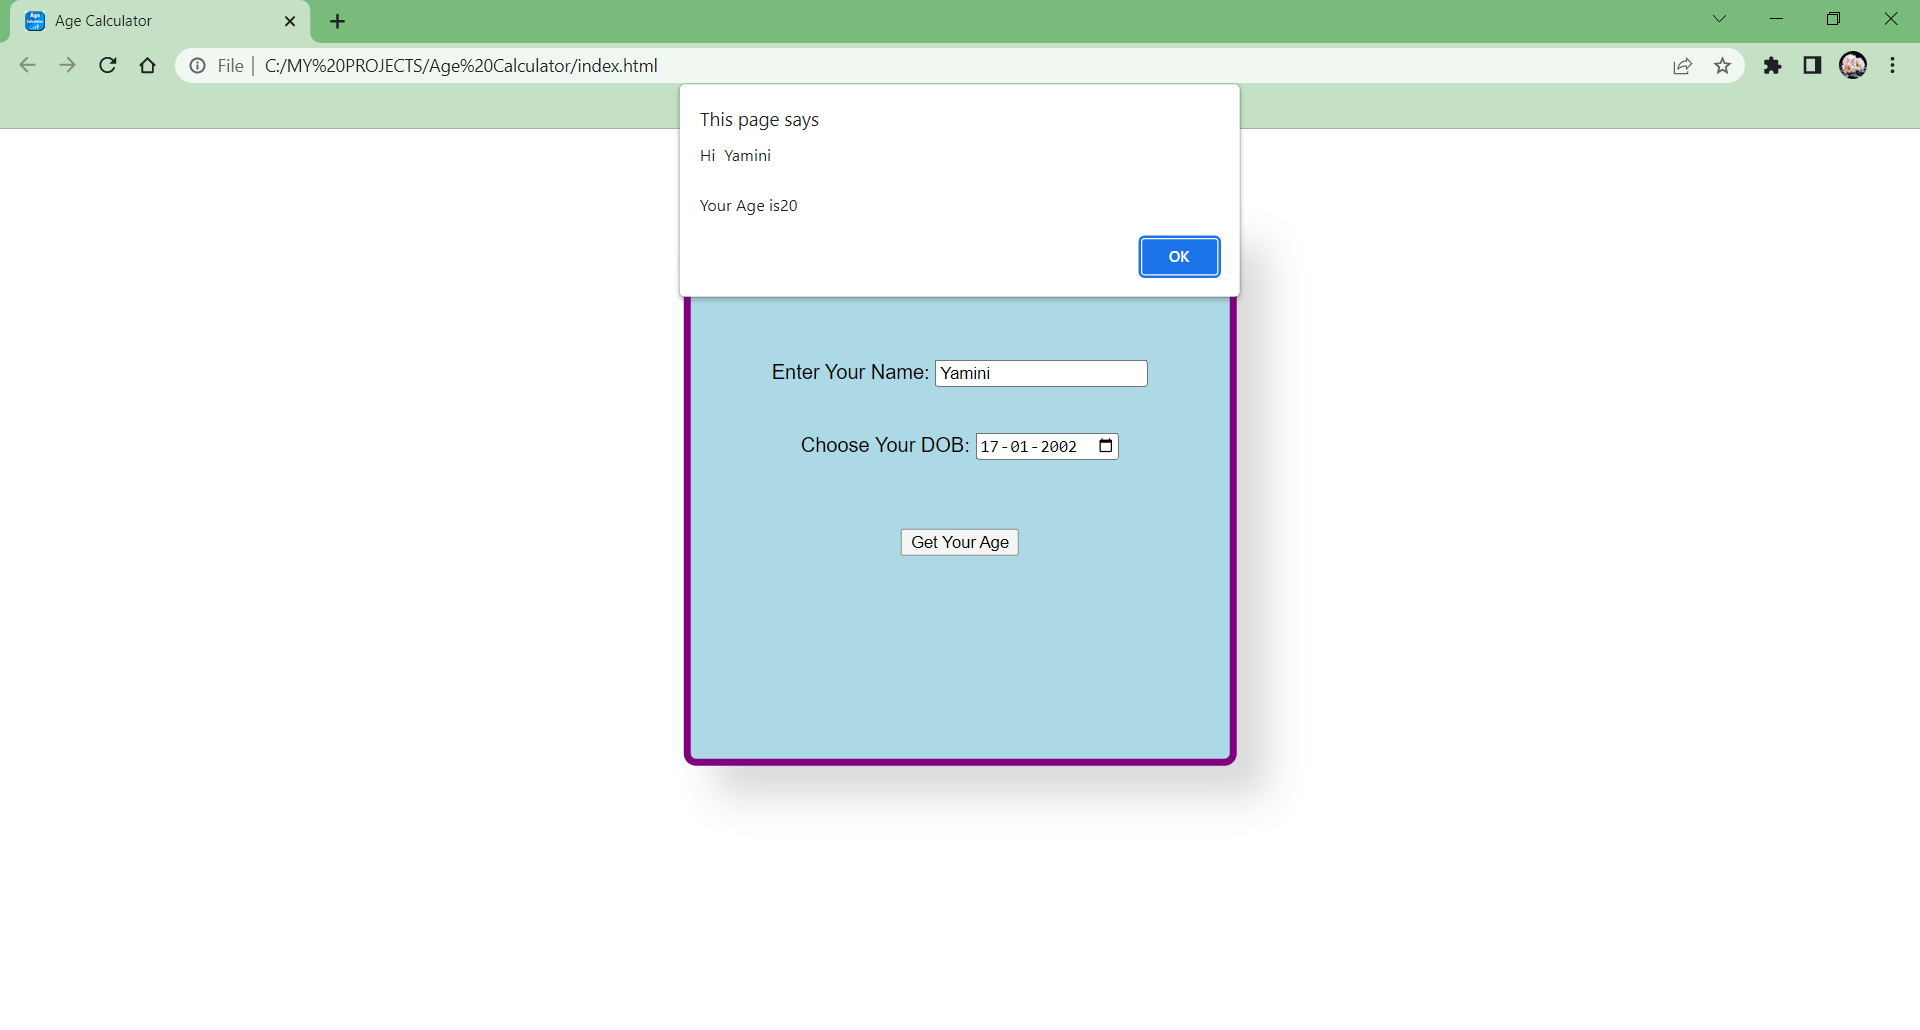 Age Calculator
File
C:/MY%20PROJECTS/Age%20Calculator/index.html
This page says
Hi  Yamini
Your Age is20
OK
Enter Your Name: Yamini
Choose Your DOB: 17-01-2002
Get Your Age